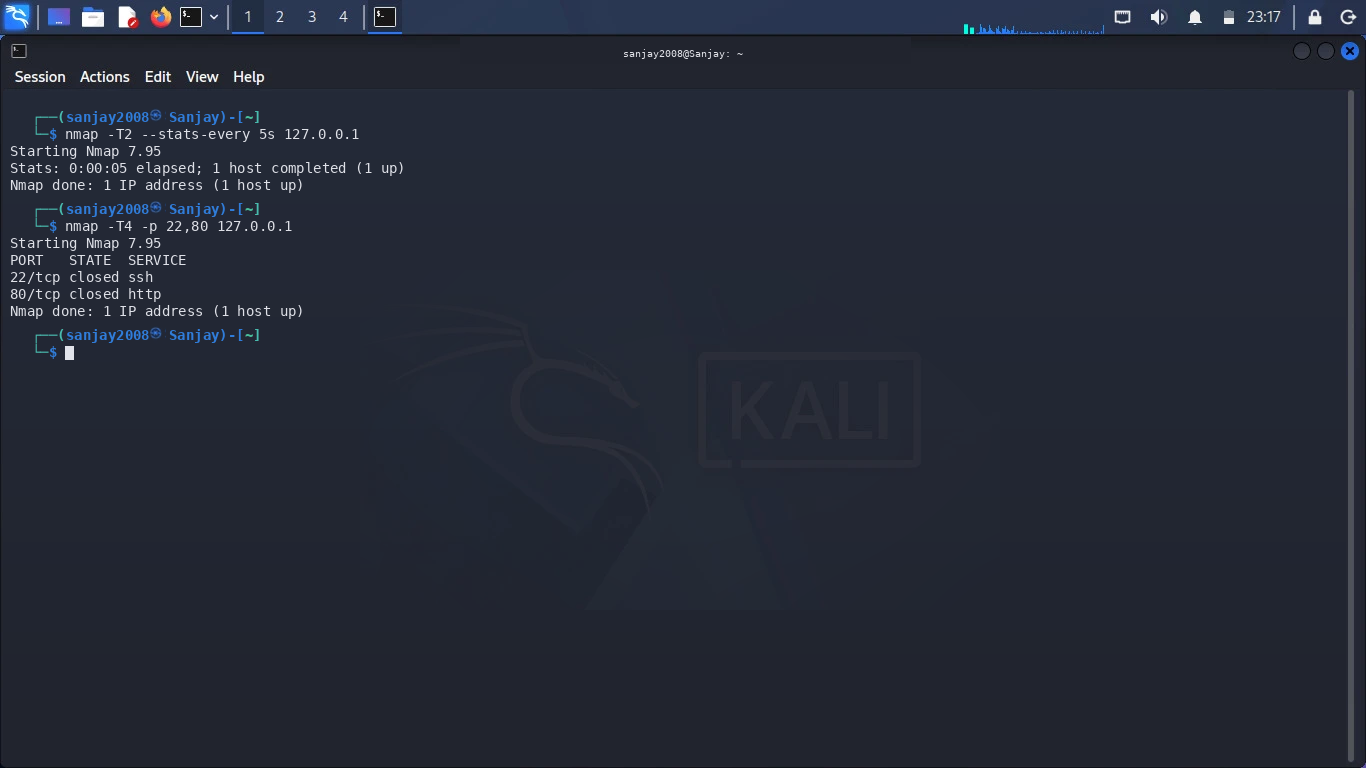 1 2 3 4 23:17
sanjay2008@Sanjay: ~
Session Actions Edit View Help
┌──(sanjay2008㉿ Sanjay)-[~]
└─$ nmap -T2 --stats-every 5s 127.0.0.1
Starting Nmap 7.95
Stats: 0:00:05 elapsed; 1 host completed (1 up)
Nmap done: 1 IP address (1 host up)
┌──(sanjay2008㉿ Sanjay)-[~]
└─$ nmap -T4 -p 22,80 127.0.0.1
Starting Nmap 7.95
PORT   STATE  SERVICE
22/tcp closed ssh
80/tcp closed http
Nmap done: 1 IP address (1 host up)
┌──(sanjay2008㉿ Sanjay)-[~]
└─$
KALI